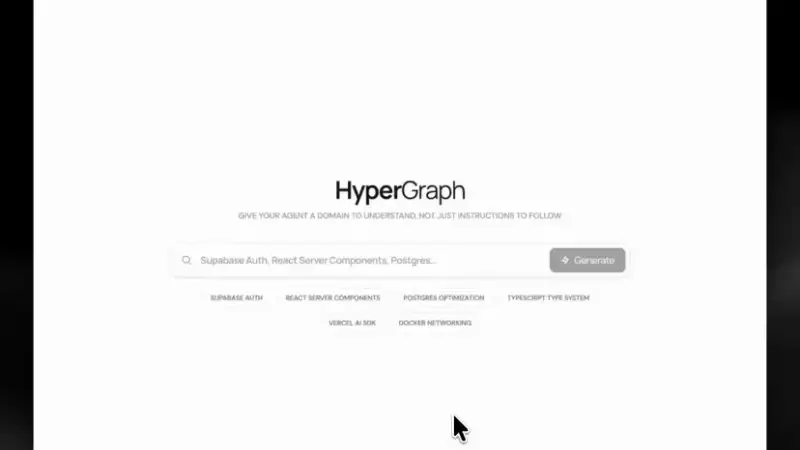 HyperGraph
GIVE YOUR AGENT A DOMAIN TO UNDERSTAND, NOT JUST INSTRUCTIONS TO FOLLOW
Supabase Auth, React Server Components, Postgres... Generate
SUPABASE AUTH REACT SERVER COMPONENTS POSTGRES OPTIMIZATION TYPESCRIPT TYPE SYSTEM
VERCEL AI SDK DOCKER NETWORKING